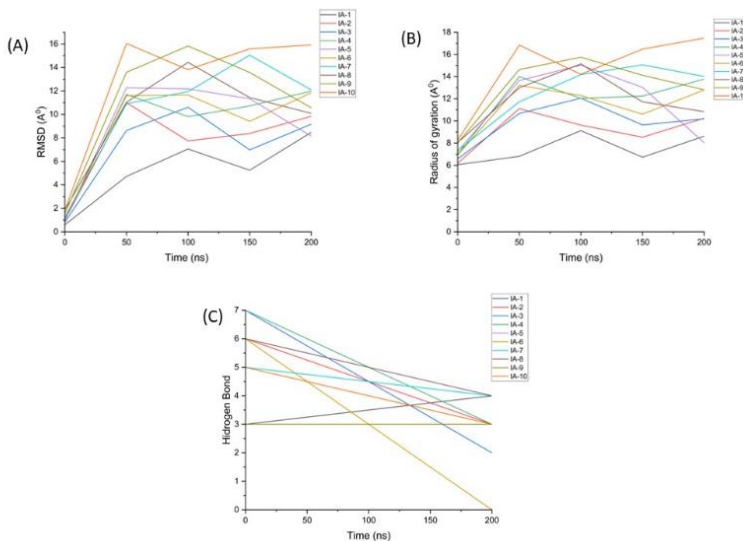 (A)
RMSD (A⁰)
16
14
12
10
8
6
4
2
0
0 50 100 150 200
Time (ns)
IA-1
IA-2
IA-3
IA-4
IA-5
IA-6
IA-7
IA-8
IA-9
IA-10
(B)
Radius of gyration (A⁰)
18
16
14
12
10
8
6
4
2
0
0 50 100 150 200
Time (ns)
IA-1
IA-2
IA-3
IA-4
IA-5
IA-6
IA-7
IA-8
IA-9
IA-1
(C)
Hidrogen Bond
7
6
5
4
3
2
1
0
0 50 100 150 200
Time (ns)
IA-1
IA-2
IA-3
IA-4
IA-5
IA-6
IA-7
IA-8
IA-9
IA-10